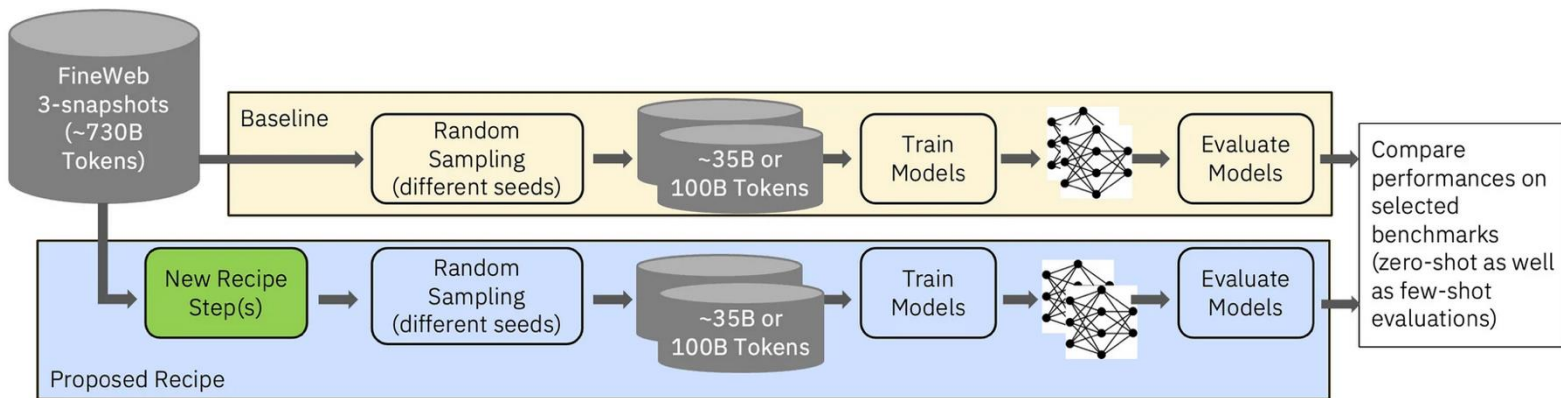 FineWeb
3-snapshots
(~730B
Tokens)
Baseline
Random
Sampling
(different seeds)
~35B or
100B Tokens
Train
Models
Evaluate
Models
Compare
performances on
selected
benchmarks
(zero-shot as well
as few-shot
evaluations)
New Recipe
Step(s)
Random
Sampling
(different seeds)
~35B or
100B Tokens
Train
Models
Evaluate
Models
Proposed Recipe